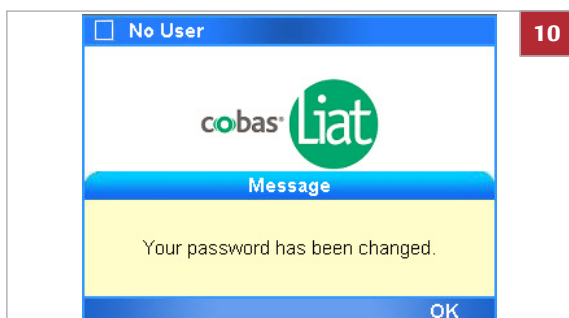 No User
10
cobas® Liat
Message
Your password has been changed.
OK